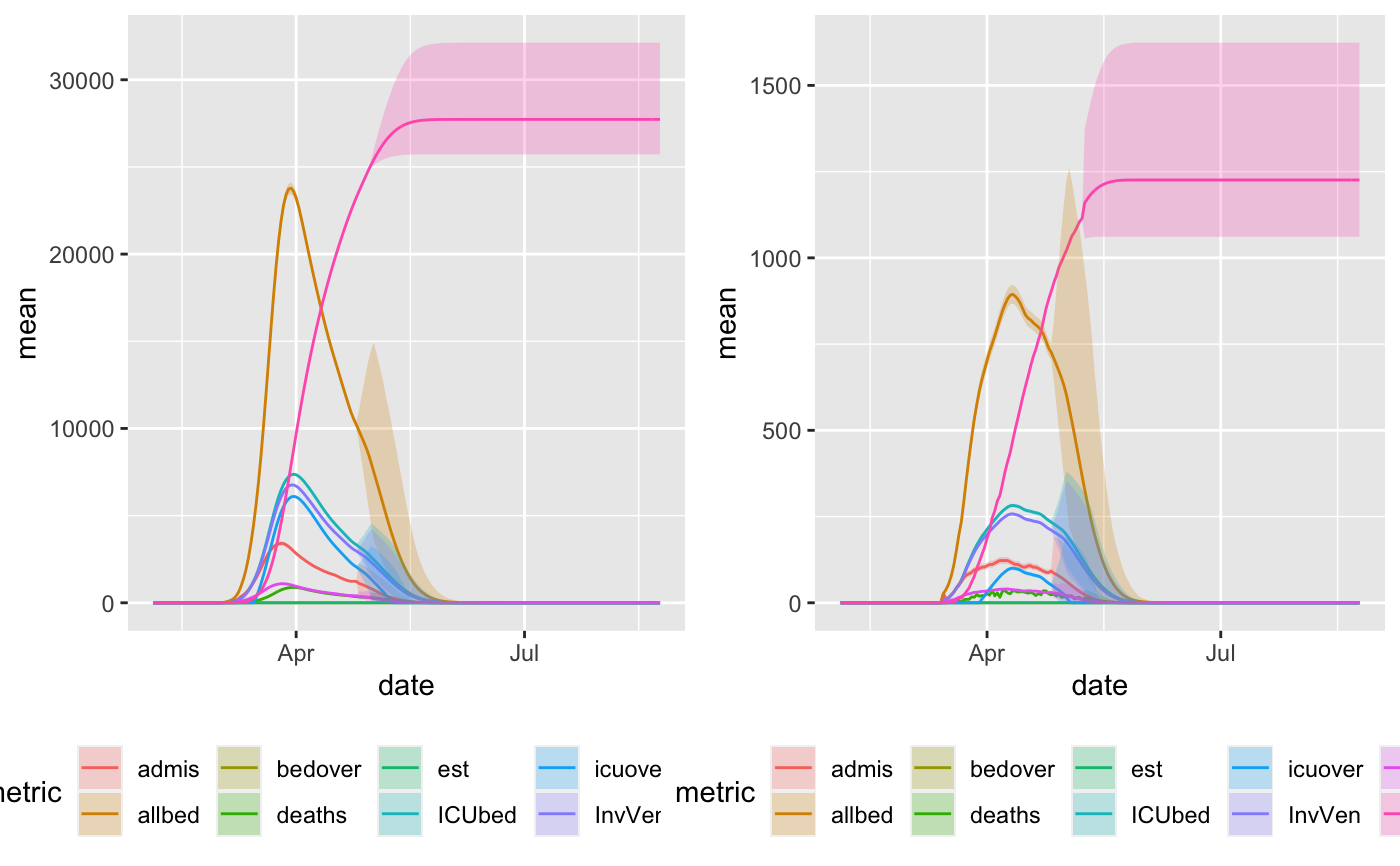 30000
20000
10000
0
mean
Apr
Jul
date
1500
1000
500
0
mean
Apr
Jul
date
etric
admis
bedover
est
icuove
allbed
deaths
ICUbed
InvVer
metric
admis
bedover
est
icuover
allbed
deaths
ICUbed
InvVen